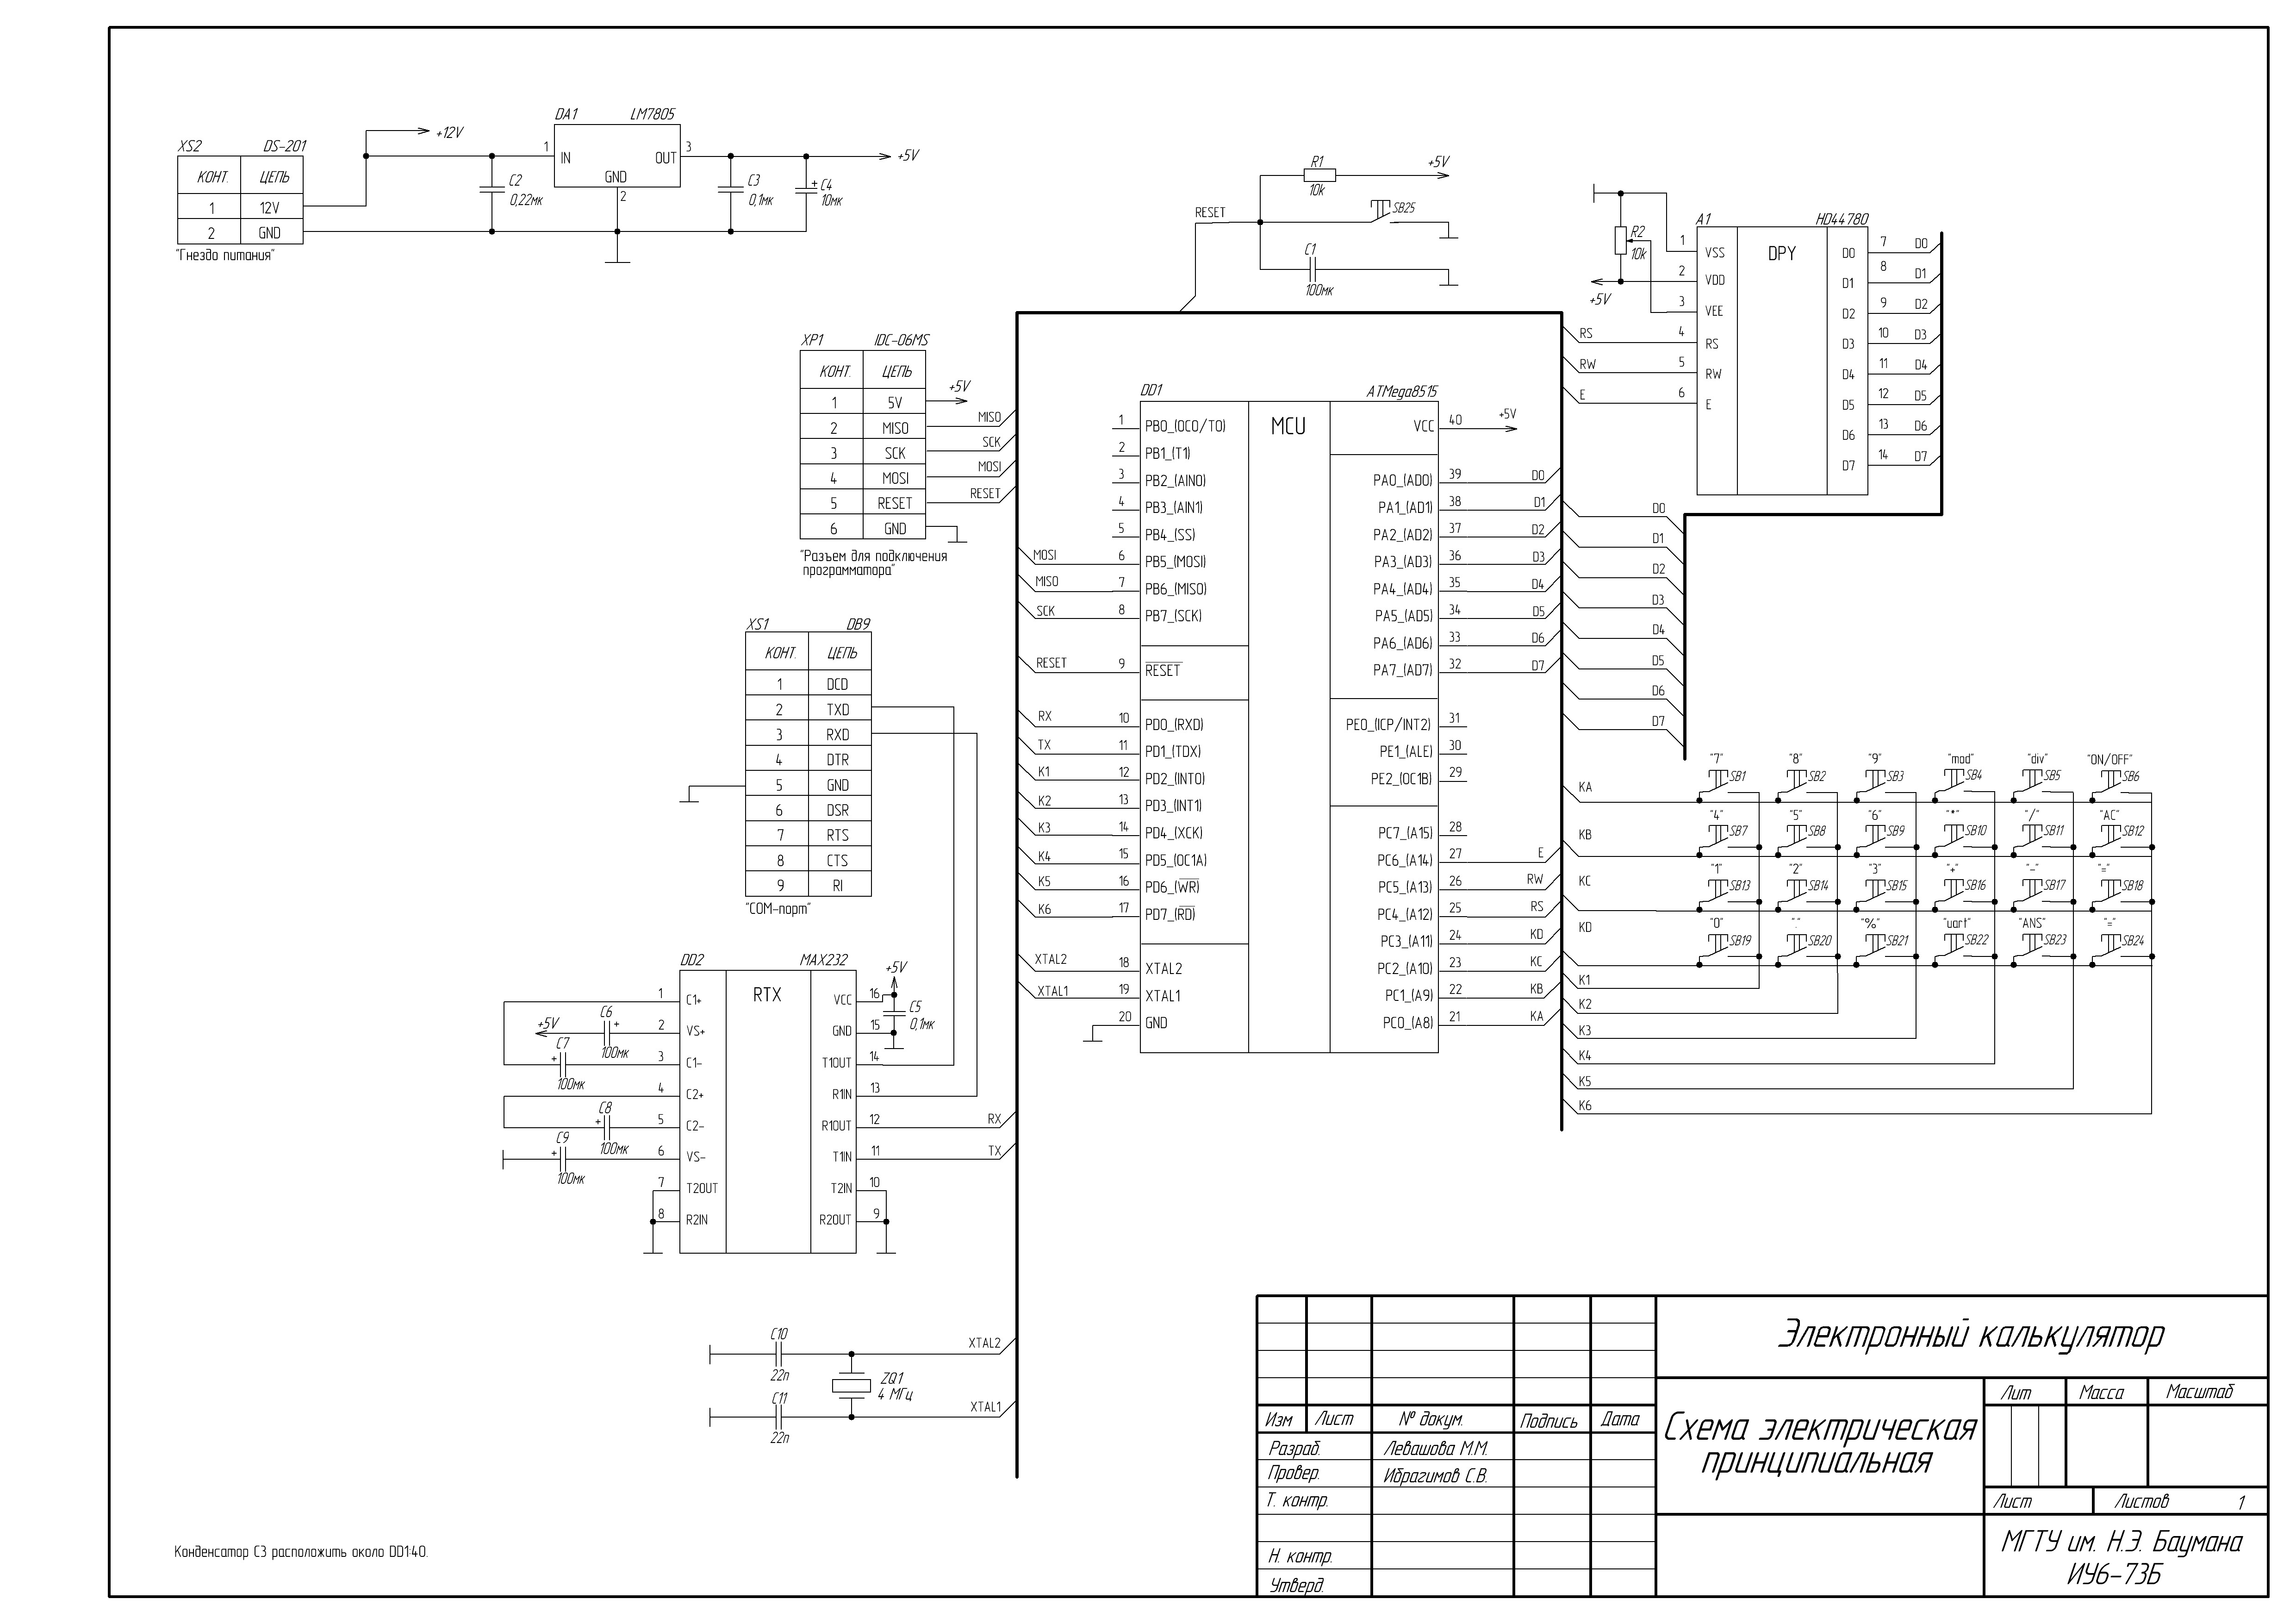 DA1 LM7805
+12V
XS2 DS-201
1 IN OUT 3 +5V
КОНТ. ЦЕПЬ
GND
2
C2
0,22мк
C3
0,1мк
+ C4
10мк
1 12V
2 GND
"Гнездо питания"
R1
10k
+5V
RESET
SB25
C1
100мк
A1 HD44780
DPY
R2
10k
+5V
1 VSS
2 VDD
3 VEE
RS 4 RS
RW 5 RW
E 6 E
D0 7 D0
D1 8 D1
D2 9 D2
D3 10 D3
D4 11 D4
D5 12 D5
D6 13 D6
D7 14 D7
XP1 IDC-06MS
КОНТ. ЦЕПЬ
1 5V +5V
2 MISO MISO
3 SCK SCK
4 MOSI MOSI
5 RESET RESET
6 GND
"Разъем для подключения
программатора"
DD1 ATMega8515
MCU
1 PB0_(OC0/T0)
2 PB1_(T1)
3 PB2_(AIN0)
4 PB3_(AIN1)
5 PB4_(SS)
MOSI 6 PB5_(MOSI)
MISO 7 PB6_(MISO)
SCK 8 PB7_(SCK)
RESET 9 RESET
RX 10 PD0_(RXD)
TX 11 PD1_(TDX)
K1 12 PD2_(INT0)
K2 13 PD3_(INT1)
K3 14 PD4_(XCK)
K4 15 PD5_(OC1A)
K5 16 PD6_(WR)
K6 17 PD7_(RD)
XTAL2 18 XTAL2
XTAL1 19 XTAL1
20 GND
VCC 40 +5V
PA0_(AD0) 39 D0
PA1_(AD1) 38 D1
PA2_(AD2) 37 D2
PA3_(AD3) 36 D3
PA4_(AD4) 35 D4
PA5_(AD5) 34 D5
PA6_(AD6) 33 D6
PA7_(AD7) 32 D7
PE0_(ICP/INT2) 31
PE1_(ALE) 30
PE2_(OC1B) 29
PC7_(A15) 28
PC6_(A14) 27 E
PC5_(A13) 26 RW
PC4_(A12) 25 RS
PC3_(A11) 24 KD
PC2_(A10) 23 KC
PC1_(A9) 22 KB
PC0_(A8) 21 KA
D0
D1
D2
D3
D4
D5
D6
D7
"7" "8" "9" "mod" "div" "ON/OFF"
KA SB1 SB2 SB3 SB4 SB5 SB6
"4" "5" "6" "*" "/" "AC"
KB SB7 SB8 SB9 SB10 SB11 SB12
"1" "2" "3" "+" "-" "="
KC SB13 SB14 SB15 SB16 SB17 SB18
"0" "." "%" "uart" "ANS" "="
KD SB19 SB20 SB21 SB22 SB23 SB24
K1
K2
K3
K4
K5
K6
XS1 DB9
КОНТ. ЦЕПЬ
1 DCD
2 TXD
3 RXD
4 DTR
5 GND
6 DSR
7 RTS
8 CTS
9 RI
"COM-порт"
DD2 MAX232
RTX
1 C1+
2 VS+
3 C1-
4 C2+
5 C2-
6 VS-
7 T2OUT
8 R2IN
+5V
VCC 16
GND 15
T1OUT 14
R1IN 13
R1OUT 12 RX
T1IN 11 TX
T2IN 10
R2OUT 9
C5
0,1мк
+5V
C6
+
100мк
C7
+
100мк
C8
+
100мк
C9
+
100мк
C10
22п
XTAL2
ZQ1
4 МГц
C11
22п
XTAL1
Конденсатор C3 расположить около DD1:40.
Электронный калькулятор
Схема электрическая
принципиальная
Лит Масса Масштаб
Изм Лист № докум. Подпись Дата
Разраб. Левашова М.М.
Провер. Ибрагимов С.В.
Т. контр.
Лист Листов 1
Н. контр.
Утверд.
МГТУ им. Н.Э. Баумана
ИУ6-73Б